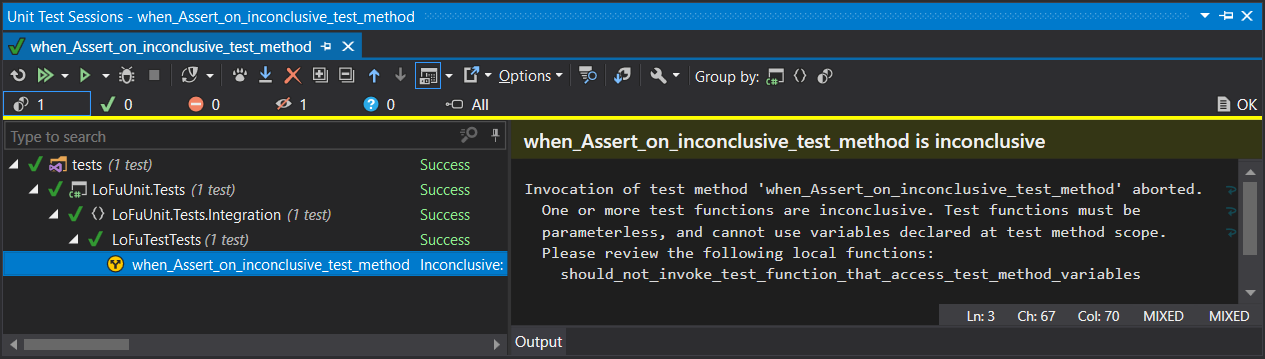 Unit Test Sessions - when_Assert_on_inconclusive_test_method
when_Assert_on_inconclusive_test_method
Options Group by:
1 0 0 1 0 All OK
Type to search
tests (1 test) Success
LoFuUnit.Tests (1 test) Success
LoFuUnit.Tests.Integration (1 test) Success
LoFuTestTests (1 test) Success
when_Assert_on_inconclusive_test_method Inconclusive:
when_Assert_on_inconclusive_test_method is inconclusive
Invocation of test method 'when_Assert_on_inconclusive_test_method' aborted.
One or more test functions are inconclusive. Test functions must be
parameterless, and cannot use variables declared at test method scope.
Please review the following local functions:
should_not_invoke_test_function_that_access_test_method_variables
Ln: 3 Ch: 67 Col: 70 MIXED MIXED
Output